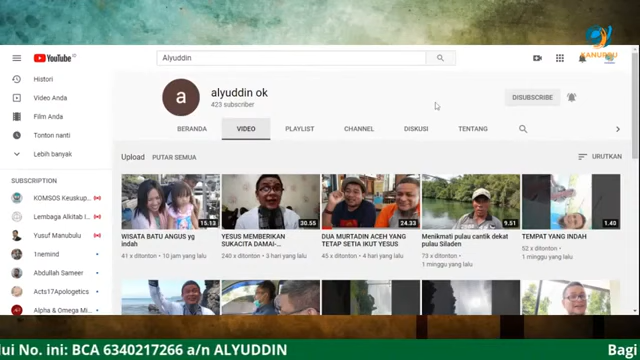 KANURIDU
YouTube ID
Alyuddin
Histori
Video Anda
Film Anda
Tonton nanti
Lebih banyak
SUBSCRIPTION
KOMSOS Keuskup...
Lembaga Alkitab I...
Yusuf Manubulu
1nemind
Abdullah Sameer
Acts17Apologetics
Alpha & Omega Mi...
a
alyuddin ok
423 subscriber
DISUBSCRIBE
BERANDA VIDEO PLAYLIST CHANNEL DISKUSI TENTANG
Upload PUTAR SEMUA
URUTKAN
15.13
WISATA BATU ANGUS yg indah
41 x ditonton • 10 jam yang lalu
30.55
YESUS MEMBERIKAN SUKACITA DAMAI-...
240 x ditonton • 3 hari yang lalu
24.33
DUA MURTADIN ACEH YANG TETAP SETIA IKUT YESUS
45 x ditonton • 4 hari yang lalu
9.51
Menikmati pulau cantik dekat pulau Siladen
73 x ditonton •
1 minggu yang lalu
1.40
TEMPAT YANG INDAH
52 x ditonton •
1 minggu yang lalu
lui No. ini: BCA 6340217266 a/n ALYUDDIN
Bagi